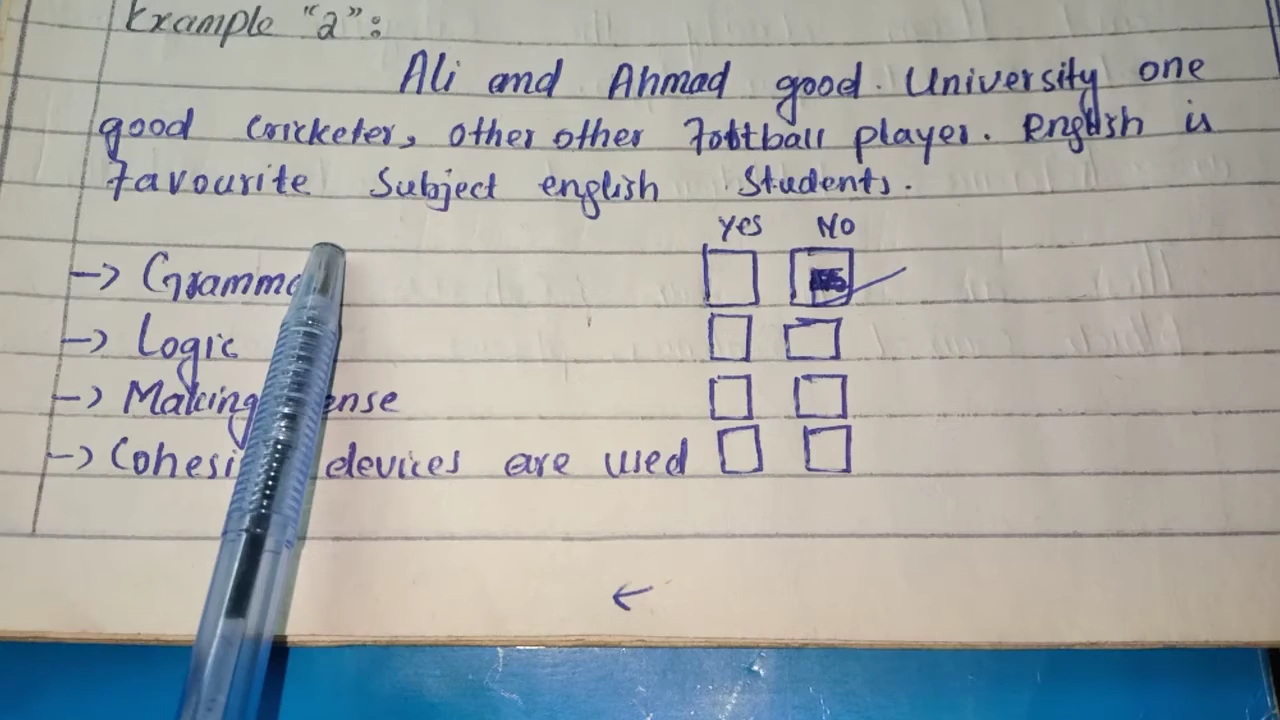 Example "2":
Ali and Ahmad good. University one
good cricketer, other other football player. english is
favourite Subject english Students.
Yes No
-> Gramma
-> Logic
-> Making ense
-> Cohesi devices are used
←